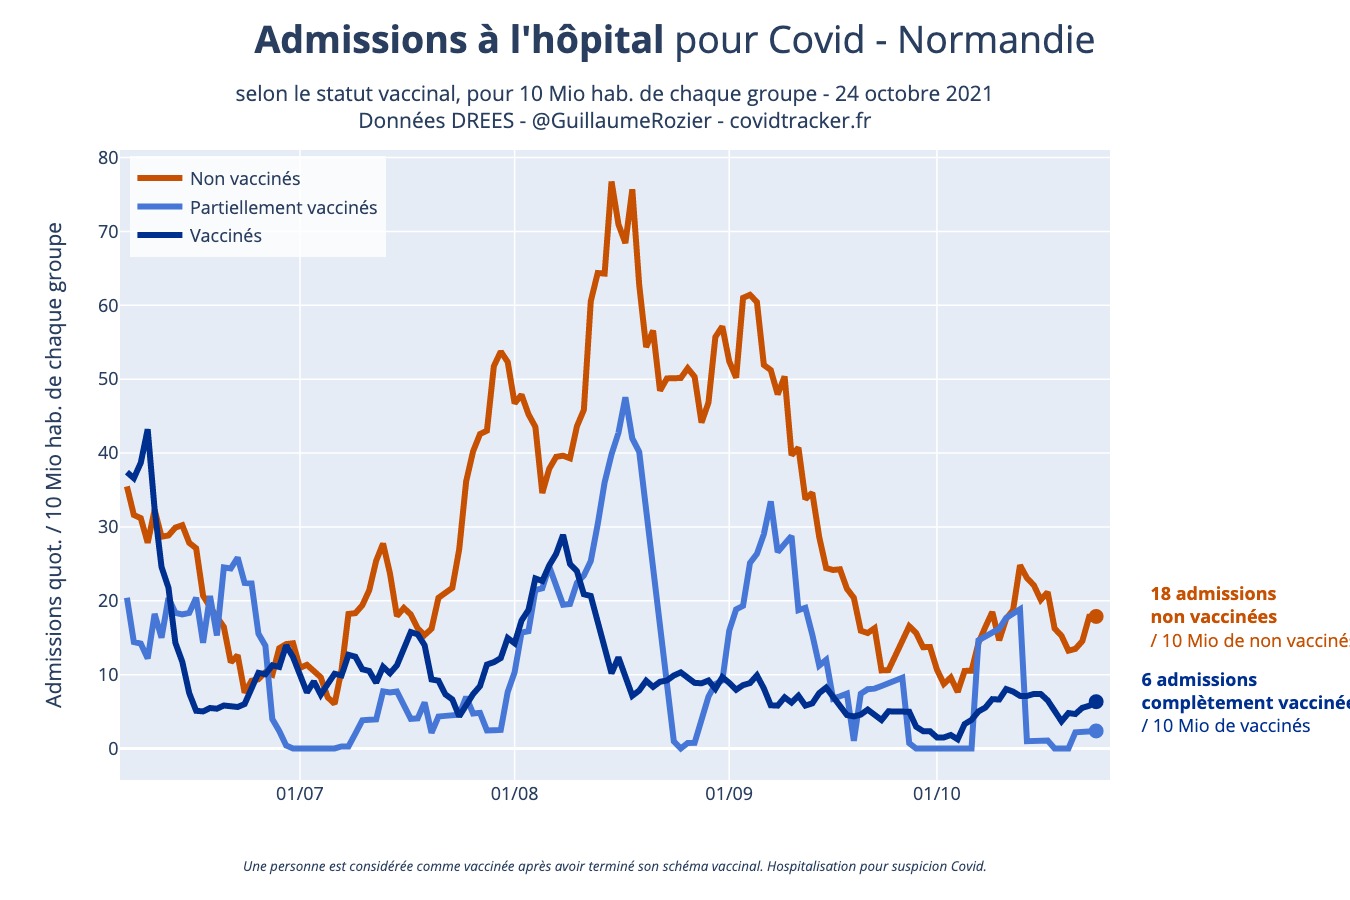 Admissions à l'hôpital pour Covid - Normandie
selon le statut vaccinal, pour 10 Mio hab. de chaque groupe - 24 octobre 2021
Données DREES - @GuillaumeRozier - covidtracker.fr
Non vaccinés
Partiellement vaccinés
Vaccinés
Admissions quot. / 10 Mio hab. de chaque groupe
80
70
60
50
40
30
20
10
0
01/07
01/08
01/09
01/10
18 admissions
non vaccinées
/ 10 Mio de non vaccinés
6 admissions
complètement vaccinée
/ 10 Mio de vaccinés
Une personne est considérée comme vaccinée après avoir terminé son schéma vaccinal. Hospitalisation pour suspicion Covid.